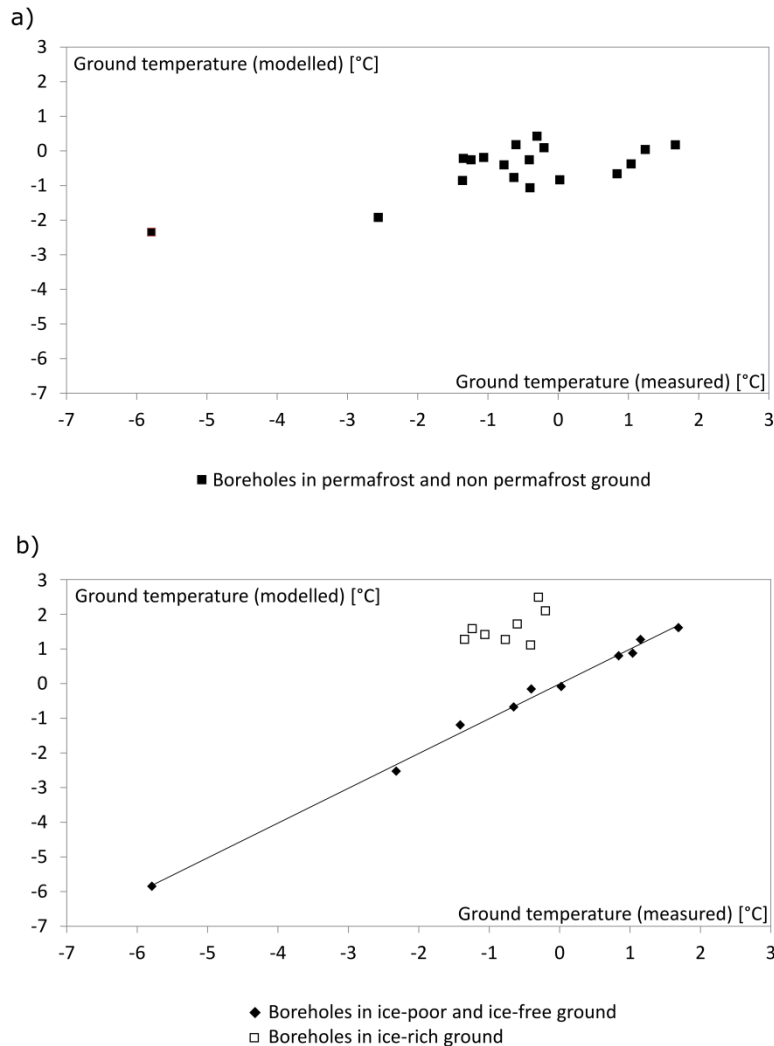 a)
Ground temperature (modelled) [°C]
3
2
1
0
-1
-2
-3
-4
-5
-6
-7
Ground temperature (measured) [°C]
-7 -6 -5 -4 -3 -2 -1 0 1 2 3
Boreholes in permafrost and non permafrost ground
b)
Ground temperature (modelled) [°C]
3
2
1
0
-1
-2
-3
-4
-5
-6
-7
Ground temperature (measured) [°C]
-7 -6 -5 -4 -3 -2 -1 0 1 2 3
Boreholes in ice-poor and ice-free ground
Boreholes in ice-rich ground